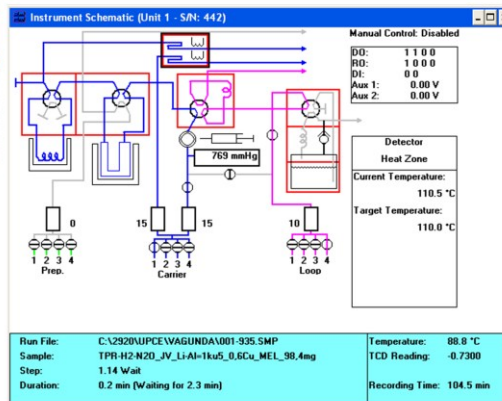 Instrument Schematic (Unit 1 - S/N: 442)
Manual Control: Disabled
DO: 1 1 0 0
RO: 1 0 0 0
DI: 0 0
Aux 1: 0.00 V
Aux 2: 0.00 V
769 mmHg
Detector
Heat Zone
Current Temperature:
110.5 °C
Target Temperature:
110.0 °C
0
15
15
10
1 2 3 4
1 2 3 4
1 2 3 4
Prep.
Carrier
Loop
Run File: C:\2920\UPCE\VAGUNDA\001-935.SMP
Temperature: 88.8 °C
Sample: TPR-H2-N2O_JV_Li-Al=1ku5_0,6Cu_MEL_98,4mg
TCD Reading: -0.7300
Step: 1.14 Wait
Duration: 0.2 min (Waiting for 2.3 min)
Recording Time: 104.5 min